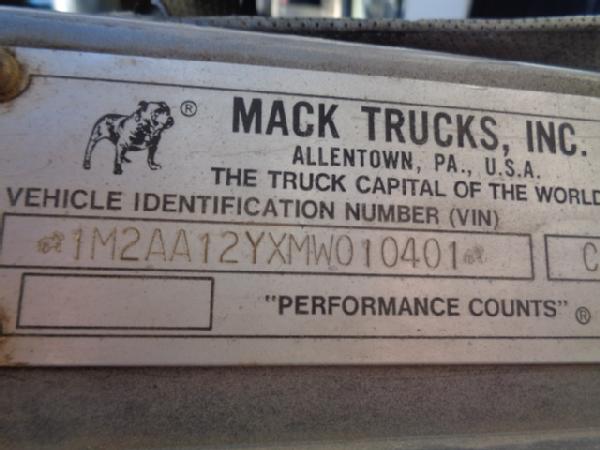 ® MACK TRUCKS, INC.
ALLENTOWN, PA., U.S.A.
THE TRUCK CAPITAL OF THE WORLD
VEHICLE IDENTIFICATION NUMBER (VIN)
1M2AA12YXMW010401 C
"PERFORMANCE COUNTS" ®